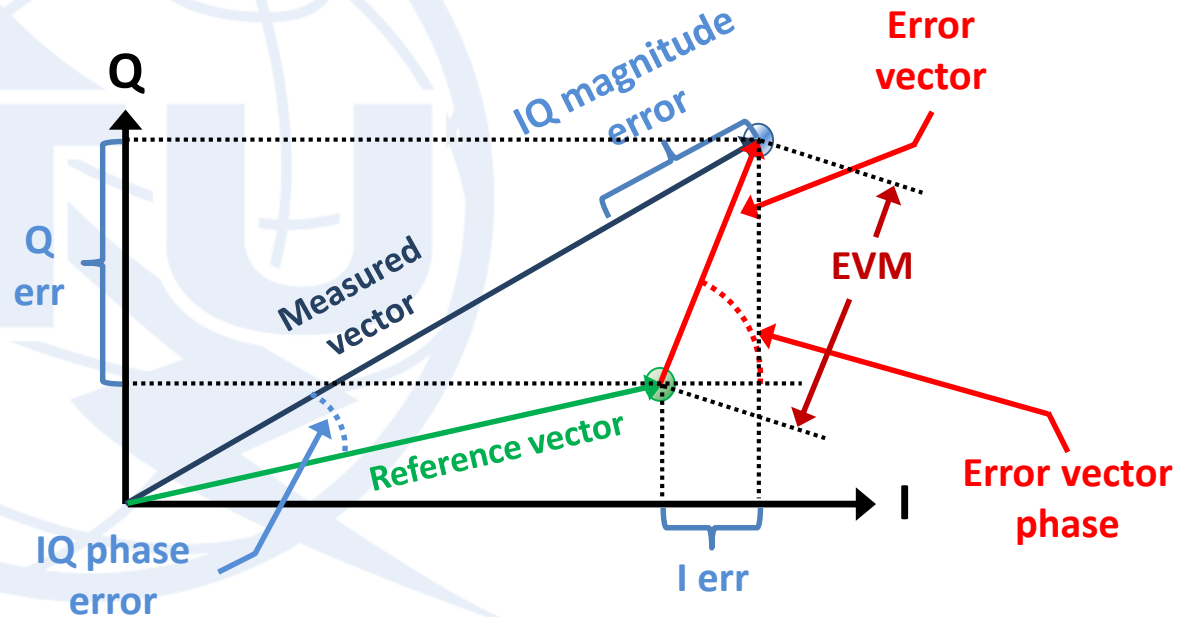 Error
vector
Q
IQ magnitude
error
Q
err
Measured
vector
EVM
Reference vector
Error vector
phase
I
IQ phase
error
I err